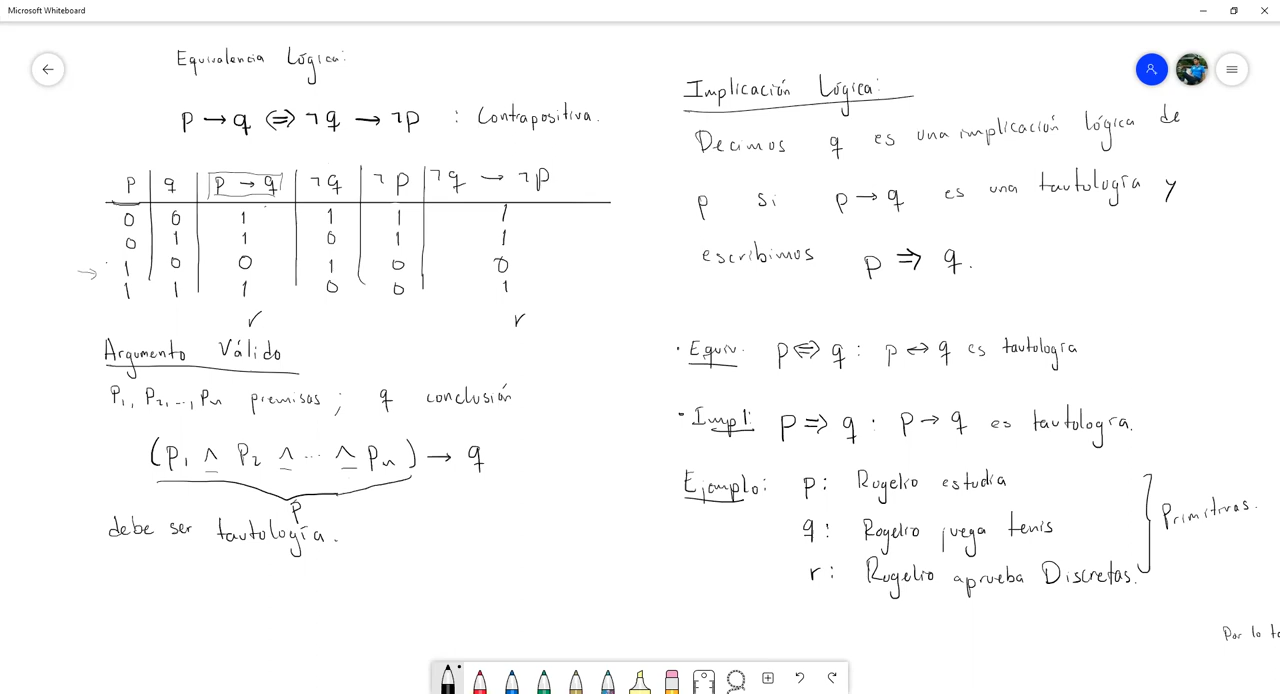 Microsoft Whiteboard
Equivalencia Lógica:
p → q ⟺ ¬q → ¬p : Contrapositiva.
p q p → q ¬q ¬p ¬q → ¬p
0 0 1 1 1 1
0 1 1 0 1 1
→ 1 0 0 1 0 0
1 1 1 0 0 1
Argumento Válido
P1, P2, ..., Pn premisas ; q conclusión
(P1 ∧ P2 ∧ ... ∧ Pn) → q
P
debe ser tautología.
Implicación Lógica:
Decimos q es una implicación lógica de
p si p → q es una tautología y
escribimos p ⇒ q.
· Equiv. p ⟺ q : p ↔ q es tautología
· Impl: p ⇒ q : p → q es tautología.
Ejemplo: p: Rogelio estudia
q: Rogelio juega tenis
r: Rogelio aprueba Discretas.
Primitivas.
Por lo